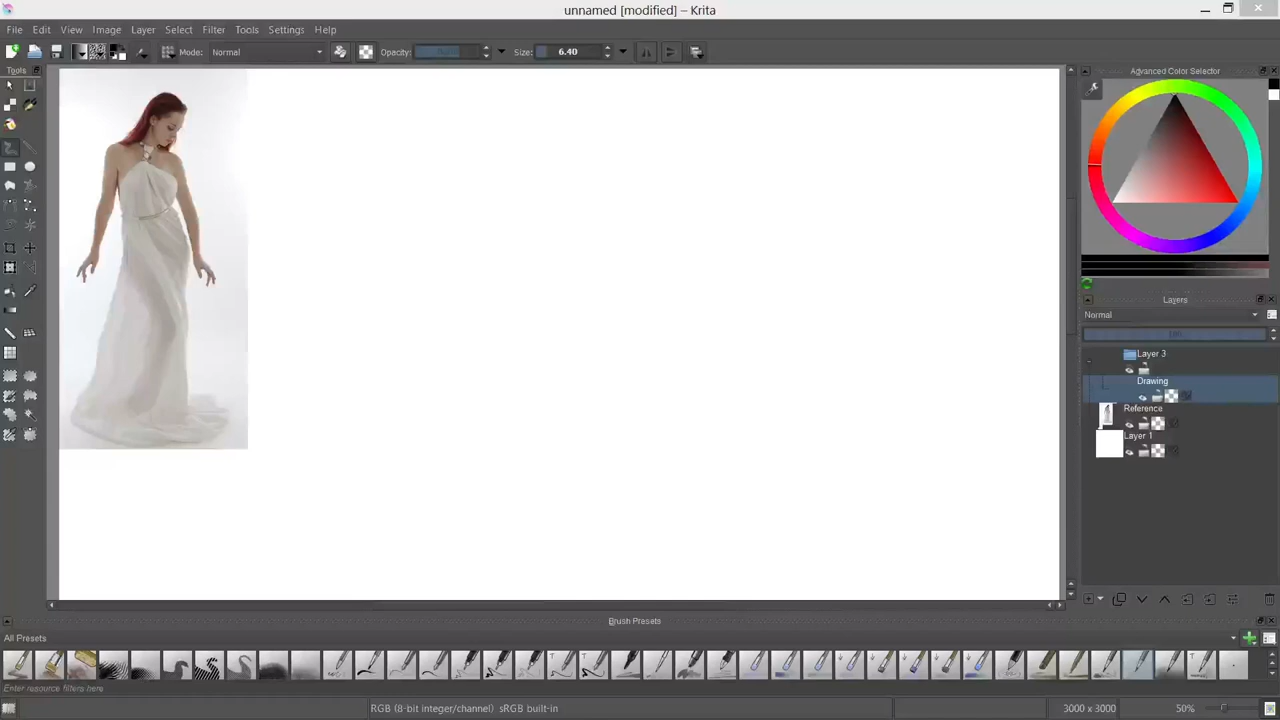 unnamed [modified] – Krita
File Edit View Image Layer Select Filter Tools Settings Help
Mode: Normal Opacity: Size: 6.40
Tools
Advanced Color Selector
Layers
Normal
Layer 3
Drawing
Reference
Layer 1
Brush Presets
All Presets
Enter resource filters here
RGB (8-bit integer/channel) sRGB built-in 3000 x 3000 50%